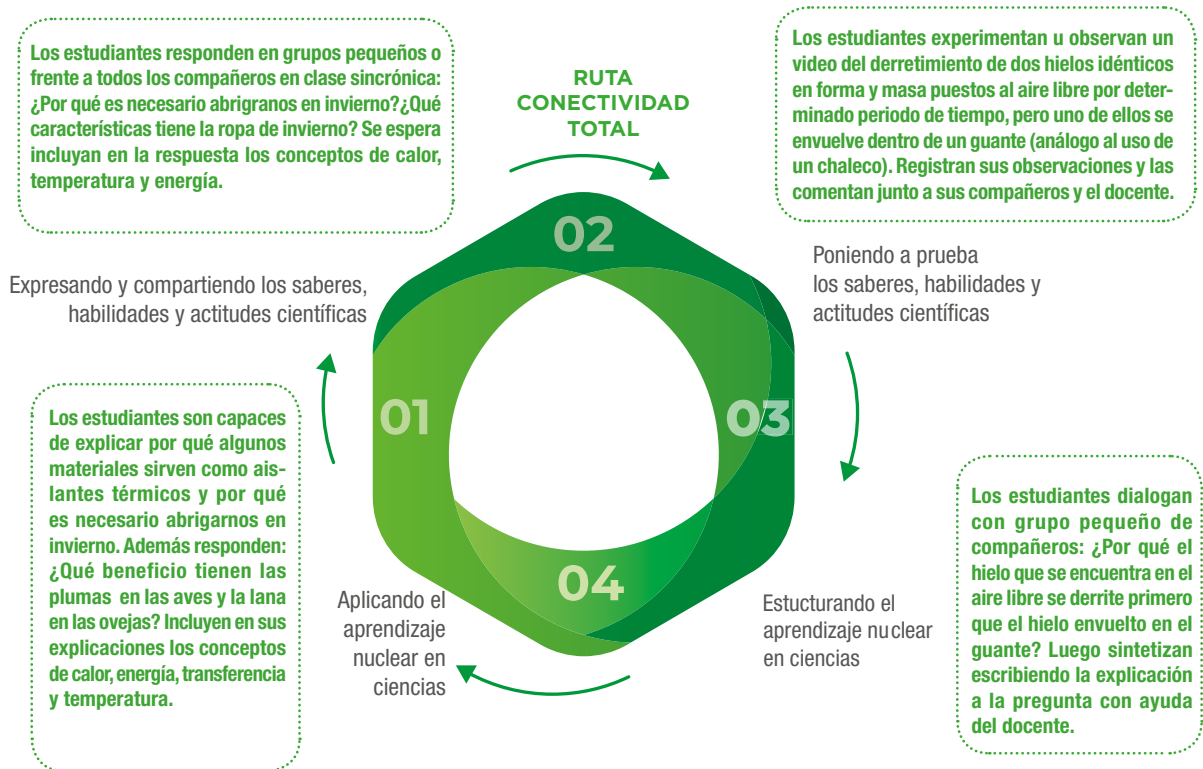 Los estudiantes responden en grupos pequeños o
frente a todos los compañeros en clase sincrónica:
¿Por qué es necesario abrigranos en invierno?¿Qué
características tiene la ropa de invierno? Se espera
incluyan en la respuesta los conceptos de calor,
temperatura y energía.
RUTA
CONECTIVIDAD
TOTAL
Los estudiantes experimentan u observan un
video del derretimiento de dos hielos idénticos
en forma y masa puestos al aire libre por deter-
minado periodo de tiempo, pero uno de ellos se
envuelve dentro de un guante (análogo al uso de
un chaleco). Registran sus observaciones y las
comentan junto a sus compañeros y el docente.
02
Expresando y compartiendo los saberes,
habilidades y actitudes científicas
Poniendo a prueba
los saberes, habilidades y
actitudes científicas
01
03
Los estudiantes son capaces
de explicar por qué algunos
materiales sirven como ais-
lantes térmicos y por qué
es necesario abrigarnos en
invierno. Además responden:
¿Qué beneficio tienen las
plumas en las aves y la lana
en las ovejas? Incluyen en sus
explicaciones los conceptos
de calor, energía, transferencia
y temperatura.
04
Aplicando el
aprendizaje
nuclear en
ciencias
Estucturando el
aprendizaje nuclear
en ciencias
Los estudiantes dialogan
con grupo pequeño de
compañeros: ¿Por qué el
hielo que se encuentra en el
aire libre se derrite primero
que el hielo envuelto en el
guante? Luego sintetizan
escribiendo la explicación
a la pregunta con ayuda
del docente.